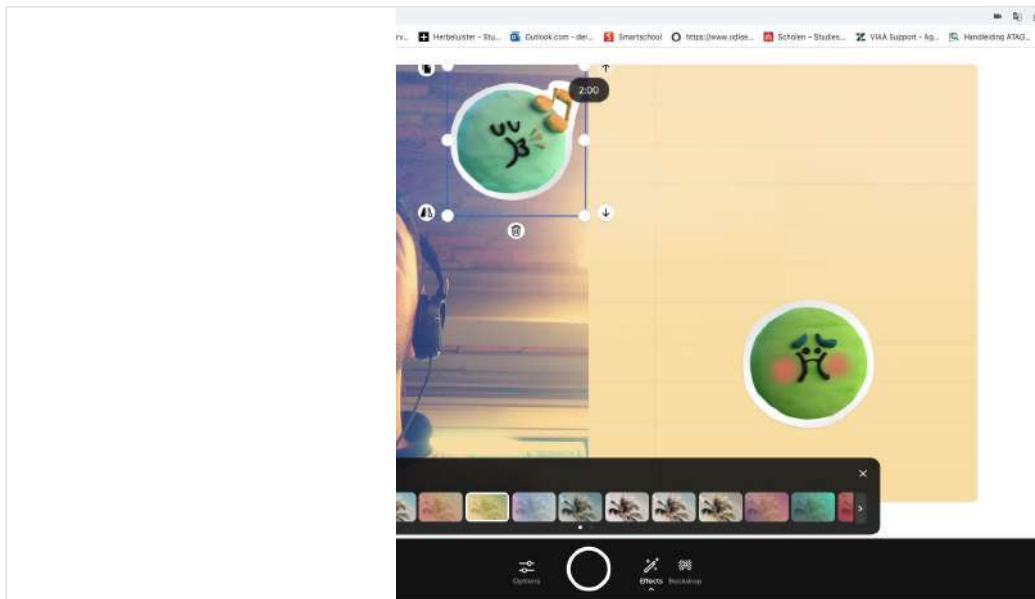 Herbeluister - Stu... Outlook.com - der... Smartschool https://www.odise... Scholen - Studies... VIAA Support - Ag... Handleiding ATAG...
2:00
Options Effects Backdrop